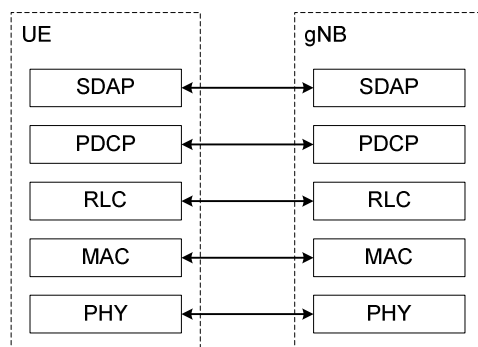 UE gNB
SDAP SDAP
PDCP PDCP
RLC RLC
MAC MAC
PHY PHY